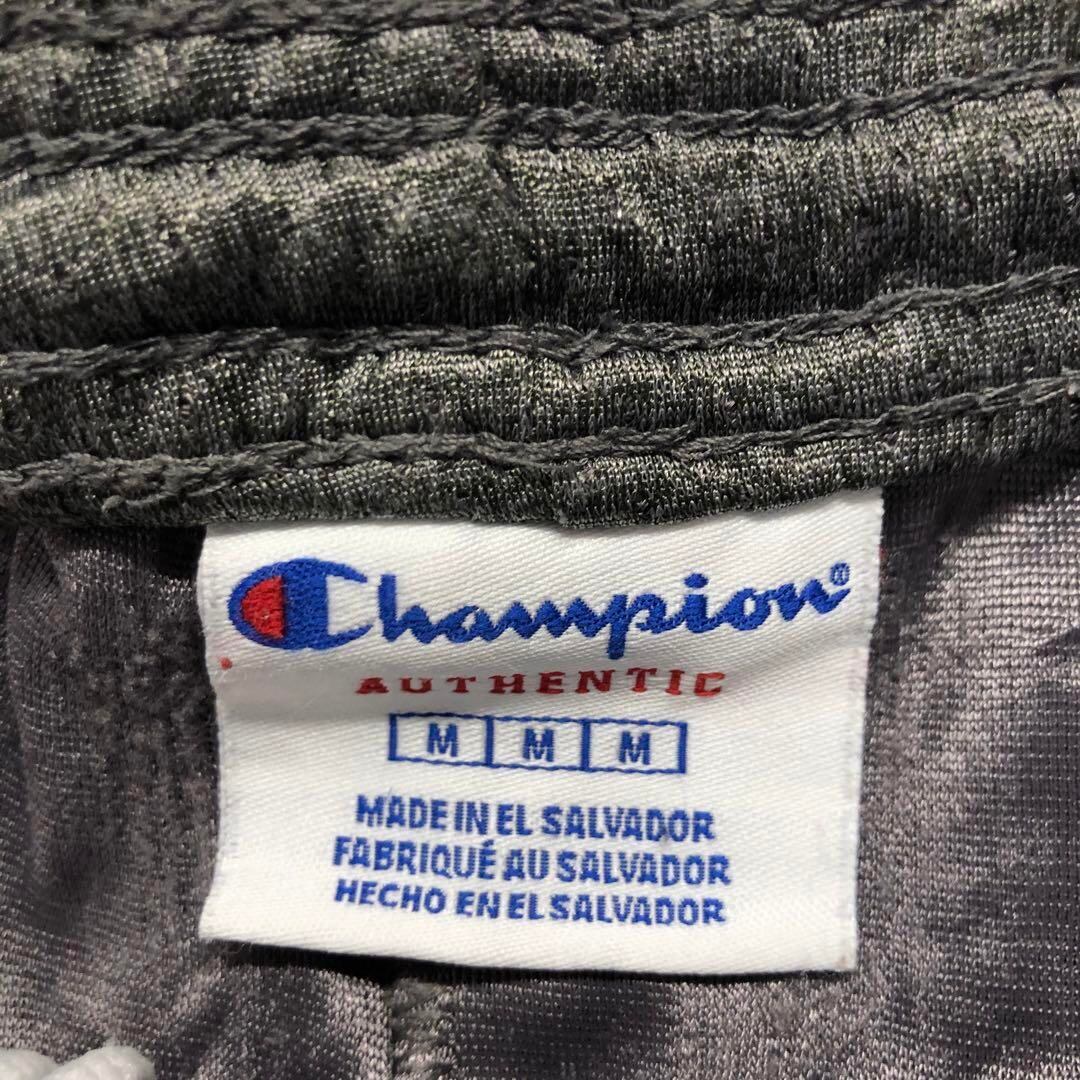 Champion®
AUTHENTIC
M M M
MADE IN EL SALVADOR
FABRIQUÉ AU SALVADOR
HECHO EN EL SALVADOR